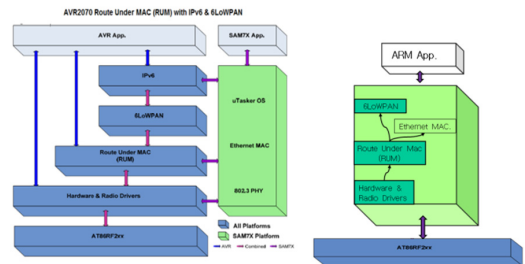 AVR2070 Route Under MAC (RUM) with IPv6 & 6LoWPAN
AVR App.
SAM7X App.
IPv6
6LoWPAN
Route Under MAC
(RUM)
Hardware & Radio Drivers
AT86RF2xx
uTasker OS
Ethernet MAC
802.3 PHY
All Platforms
SAM7X Platform
AVR
Combined
SAM7X
ARM App.
6LoWPAN
Ethernet MAC.
Route Under MAC
(RUM)
Hardware &
Radio Drivers
AT86RF2xx